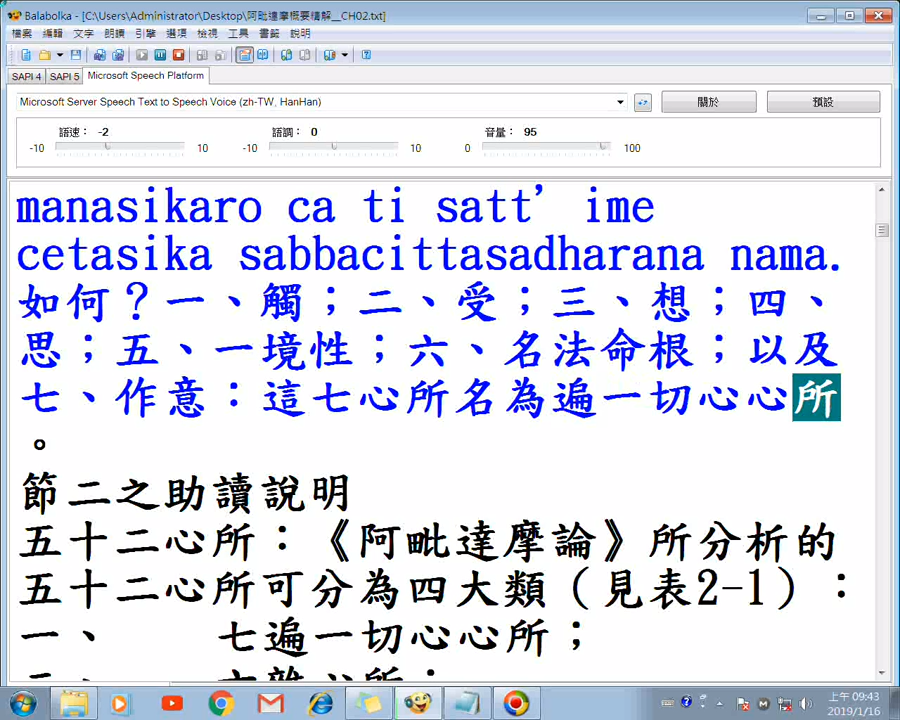 Balabolka - [C:\Users\Administrator\Desktop\阿毗達摩概要精解__CH02.txt]
檔案 編輯 文字 朗讀 引擎 選項 檢視 工具 書籤 說明
SAPI 4 SAPI 5 Microsoft Speech Platform
Microsoft Server Speech Text to Speech Voice (zh-TW, HanHan) 關於 預設
語速： -2 語調： 0 音量： 95
-10 10 -10 10 0 100
manasikaro ca ti satt’ ime
cetasika sabbacittasadharana nama.
如何？一、觸；二、受；三、想；四、
思；五、一境性；六、名法命根；以及
七、作意：這七心所名為遍一切心心所
。
節二之助讀說明
五十二心所：《阿毗達摩論》所分析的
五十二心所可分為四大類（見表2-1）：
一、 七遍一切心心所；
二、 六雜心所；
上午 09:43
2019/1/16